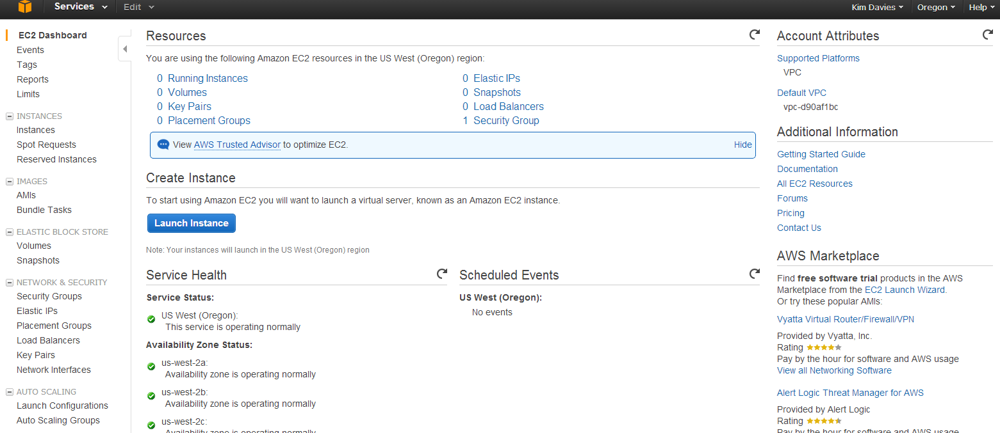 Services Edit Kim Davies Oregon Help
EC2 Dashboard
Events
Tags
Reports
Limits
INSTANCES
Instances
Spot Requests
Reserved Instances
IMAGES
AMIs
Bundle Tasks
ELASTIC BLOCK STORE
Volumes
Snapshots
NETWORK & SECURITY
Security Groups
Elastic IPs
Placement Groups
Load Balancers
Key Pairs
Network Interfaces
AUTO SCALING
Launch Configurations
Auto Scaling Groups
Resources
You are using the following Amazon EC2 resources in the US West (Oregon) region:
0 Running Instances 0 Elastic IPs
0 Volumes 0 Snapshots
0 Key Pairs 0 Load Balancers
0 Placement Groups 1 Security Group
View AWS Trusted Advisor to optimize EC2. Hide
Create Instance
To start using Amazon EC2 you will want to launch a virtual server, known as an Amazon EC2 instance.
Launch Instance
Note: Your instances will launch in the US West (Oregon) region
Service Health
Service Status:
US West (Oregon):
This service is operating normally
Availability Zone Status:
us-west-2a:
Availability zone is operating normally
us-west-2b:
Availability zone is operating normally
us-west-2c:
Availability zone is operating normally
Scheduled Events
US West (Oregon):
No events
Account Attributes
Supported Platforms
VPC
Default VPC
vpc-d90af1bc
Additional Information
Getting Started Guide
Documentation
All EC2 Resources
Forums
Pricing
Contact Us
AWS Marketplace
Find free software trial products in the AWS
Marketplace from the EC2 Launch Wizard.
Or try these popular AMIs:
Vyatta Virtual Router/Firewall/VPN
Provided by Vyatta, Inc.
Rating
Pay by the hour for software and AWS usage
View all Networking Software
Alert Logic Threat Manager for AWS
Provided by Alert Logic
Rating
Pay by the hour for software and AWS usage